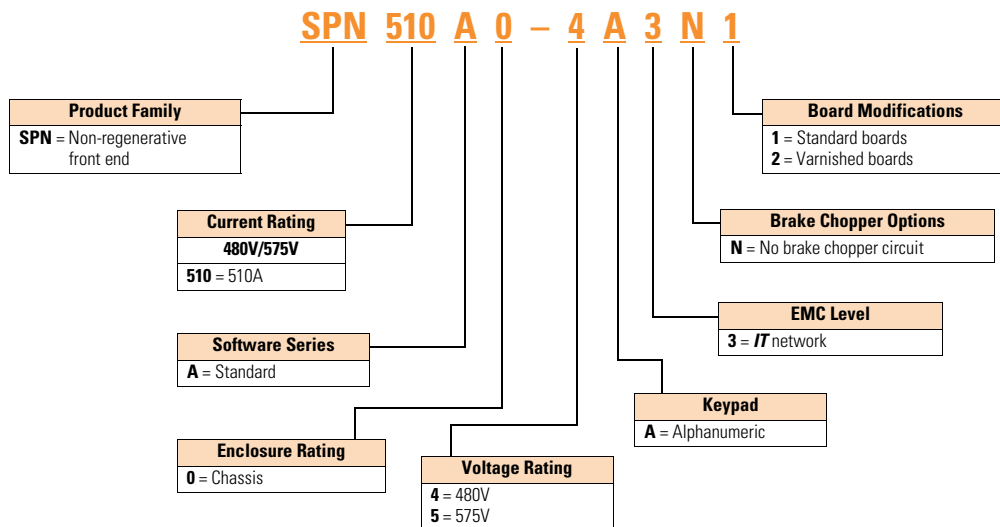 SPN 510 A 0 – 4 A 3 N 1
Product Family
SPN = Non-regenerative
front end
Board Modifications
1 = Standard boards
2 = Varnished boards
Current Rating
480V/575V
510 = 510A
Brake Chopper Options
N = No brake chopper circuit
EMC Level
3 = IT network
Software Series
A = Standard
Keypad
A = Alphanumeric
Enclosure Rating
0 = Chassis
Voltage Rating
4 = 480V
5 = 575V